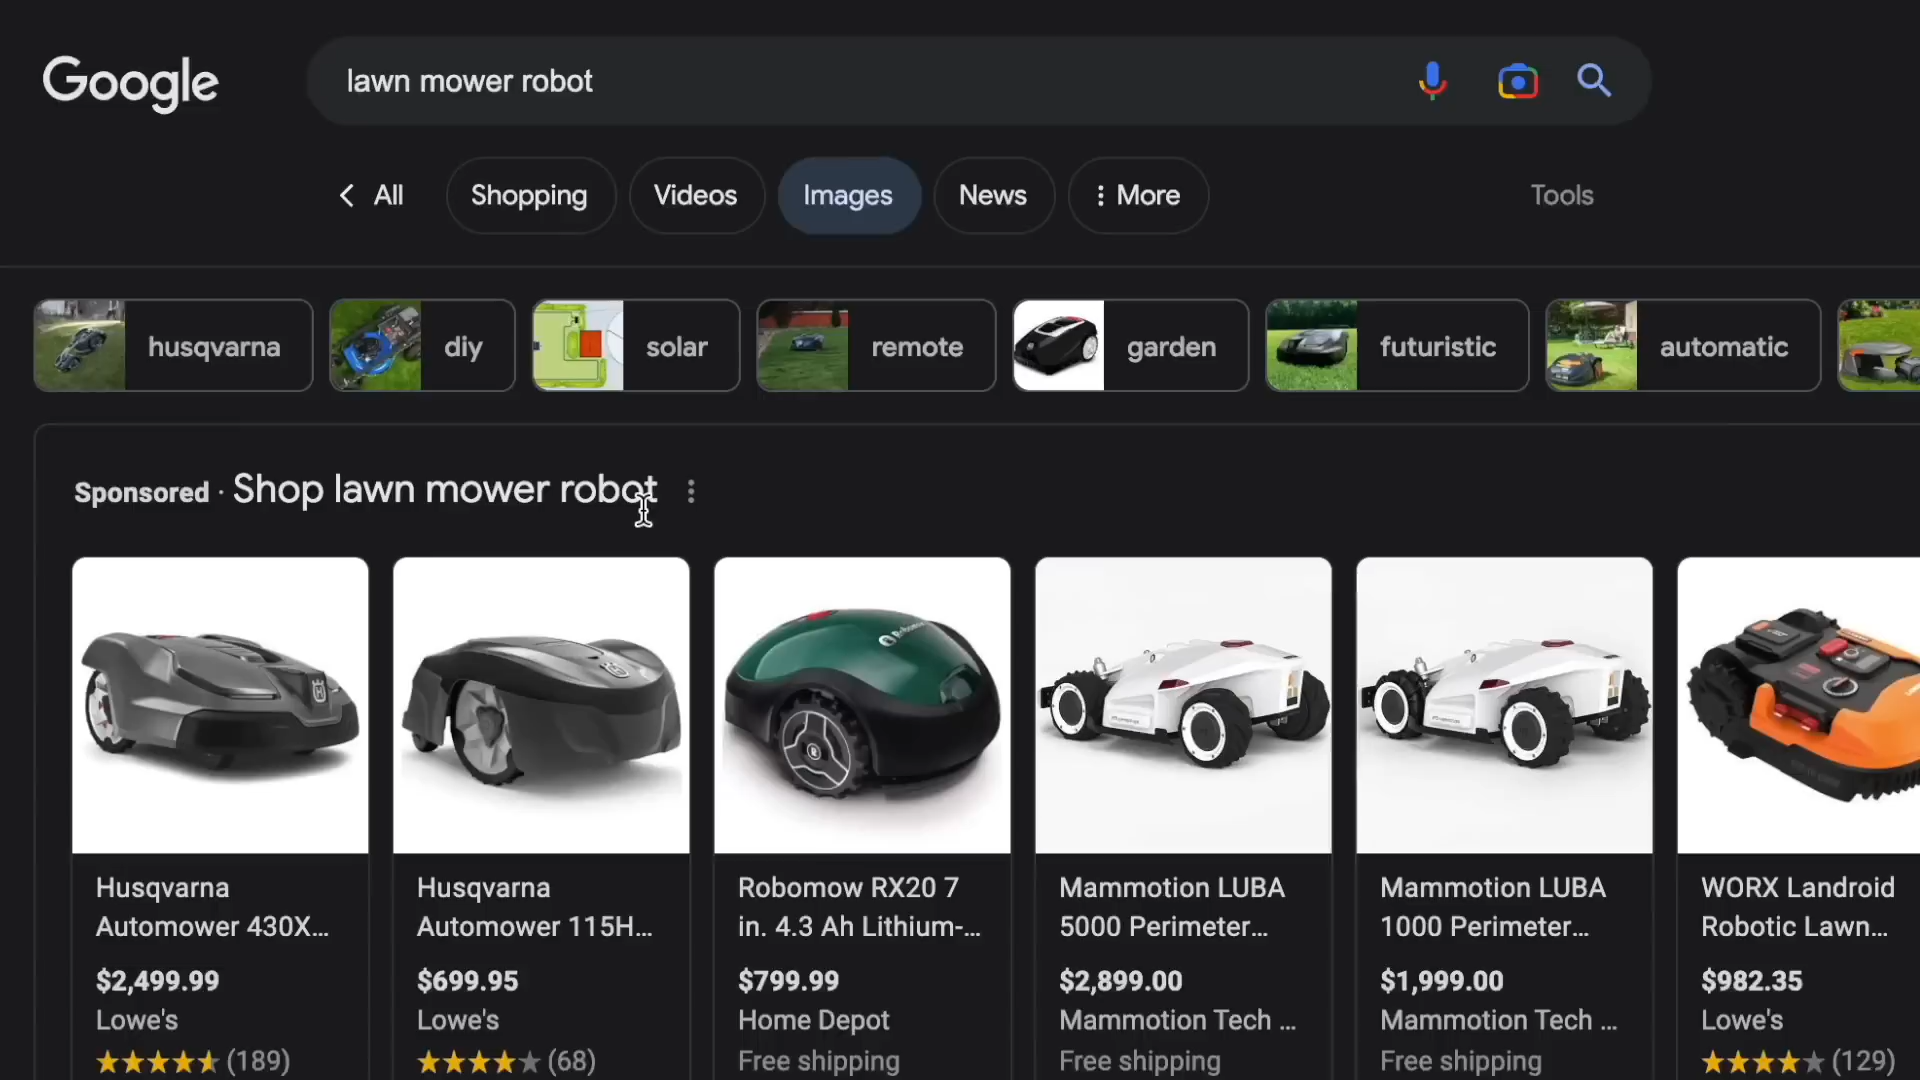 Google
lawn mower robot
All
Shopping
Videos
Images
News
More
Tools
husqvarna
diy
solar
remote
garden
futuristic
automatic
Sponsored · Shop lawn mower robot
Husqvarna
Automower 430X...
$2,499.99
Lowe's
(189)
Husqvarna
Automower 115H...
$699.95
Lowe's
(68)
Robomow RX20 7
in. 4.3 Ah Lithium-...
$799.99
Home Depot
Free shipping
Mammotion LUBA
5000 Perimeter...
$2,899.00
Mammotion Tech ...
Free shipping
Mammotion LUBA
1000 Perimeter...
$1,999.00
Mammotion Tech ...
Free shipping
WORX Landroid
Robotic Lawn...
$982.35
Lowe's
(129)